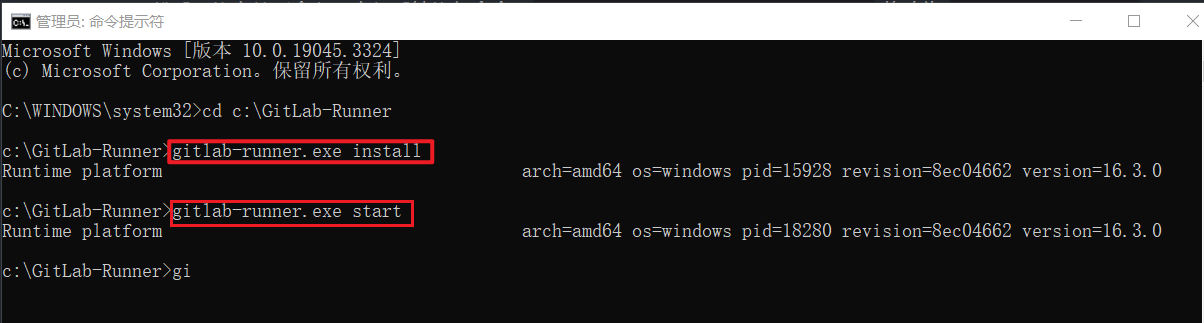 管理员: 命令提示符
Microsoft Windows [版本 10.0.19045.3324]
(c) Microsoft Corporation。保留所有权利。
C:\WINDOWS\system32>cd c:\GitLab-Runner
c:\GitLab-Runner>gitlab-runner.exe install
Runtime platform                                    arch=amd64 os=windows pid=15928 revision=8ec04662 version=16.3.0
c:\GitLab-Runner>gitlab-runner.exe start
Runtime platform                                    arch=amd64 os=windows pid=18280 revision=8ec04662 version=16.3.0
c:\GitLab-Runner>gi